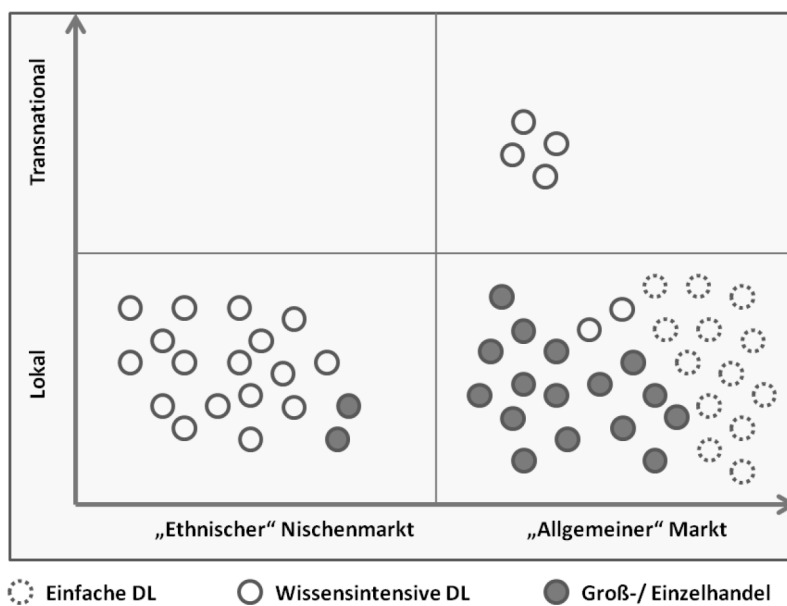 Transnational
Lokal
„Ethnischer“ Nischenmarkt
„Allgemeiner“ Markt
Einfache DL
Wissensintensive DL
Groß-/ Einzelhandel